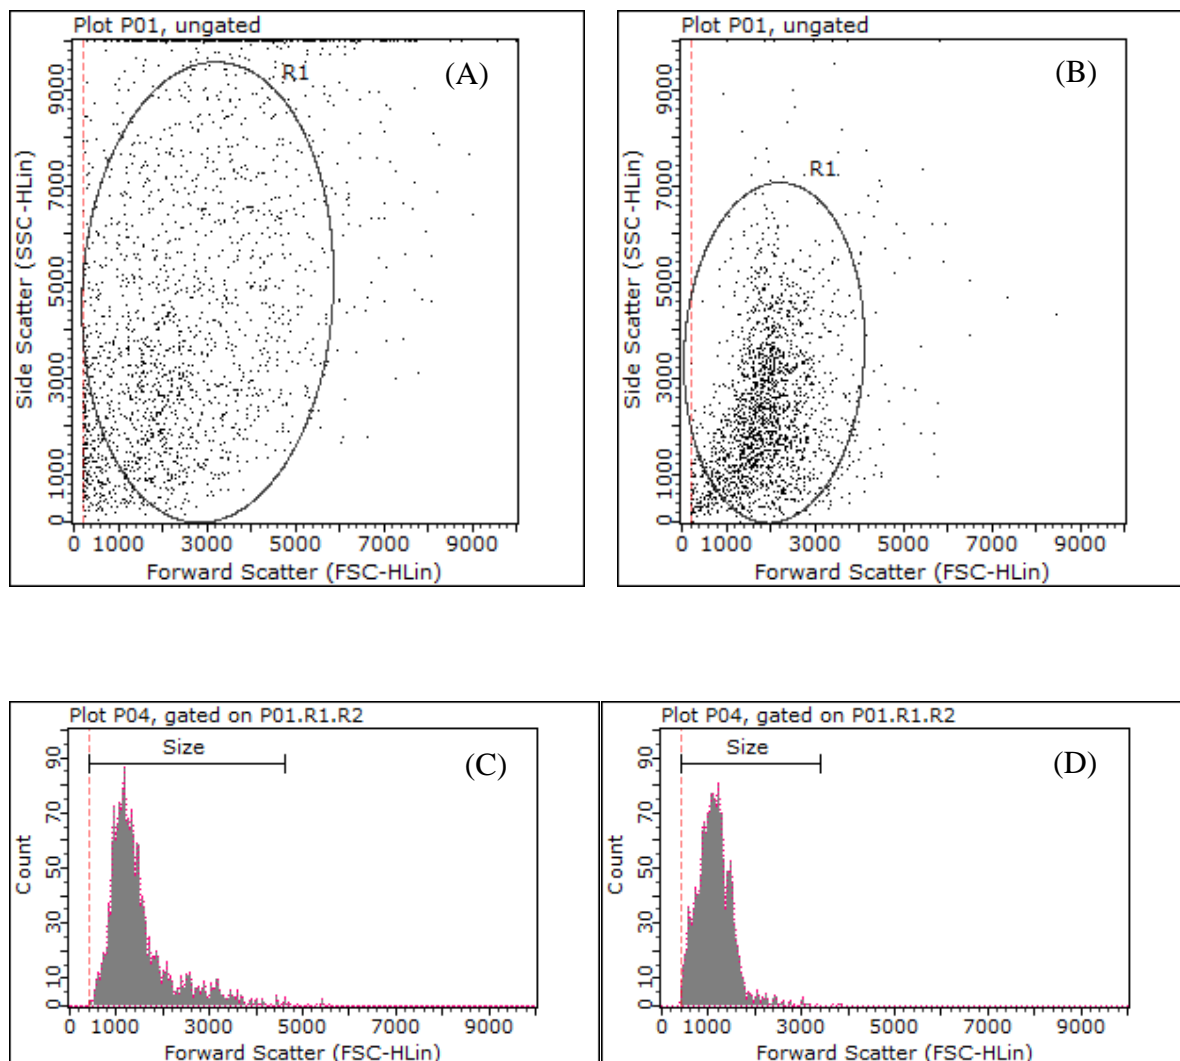 Plot P01, ungated
(A)
R1
Side Scatter (SSC-HLin)
9000
7000
5000
3000
1000
0
0 1000 3000 5000 7000 9000
Forward Scatter (FSC-HLin)
Plot P01, ungated
(B)
R1
Side Scatter (SSC-HLin)
9000
7000
5000
3000
1000
0
0 1000 3000 5000 7000 9000
Forward Scatter (FSC-HLin)
Plot P04, gated on P01.R1.R2
Size
(C)
Count
90
70
50
30
10
0
0 1000 3000 5000 7000 9000
Forward Scatter (FSC-HLin)
Plot P04, gated on P01.R1.R2
Size
(D)
Count
90
70
50
30
10
0
0 1000 3000 5000 7000 9000
Forward Scatter (FSC-HLin)